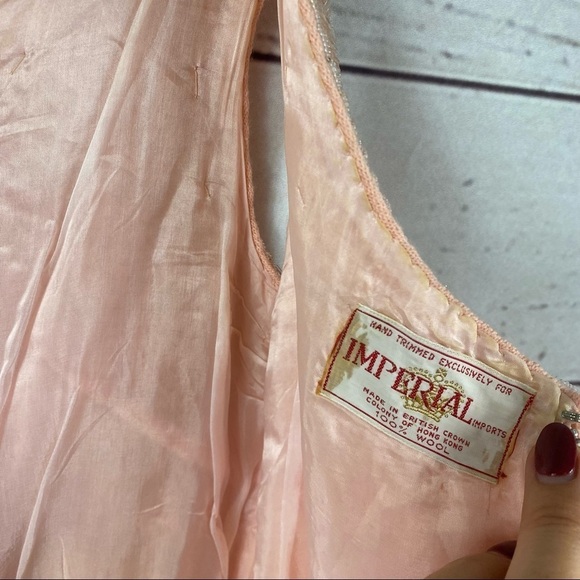 HAND TRIMMED EXCLUSIVELY FOR
IMPERIAL IMPORTS
MADE IN BRITISH CROWN
COLONY OF HONG KONG
100% WOOL